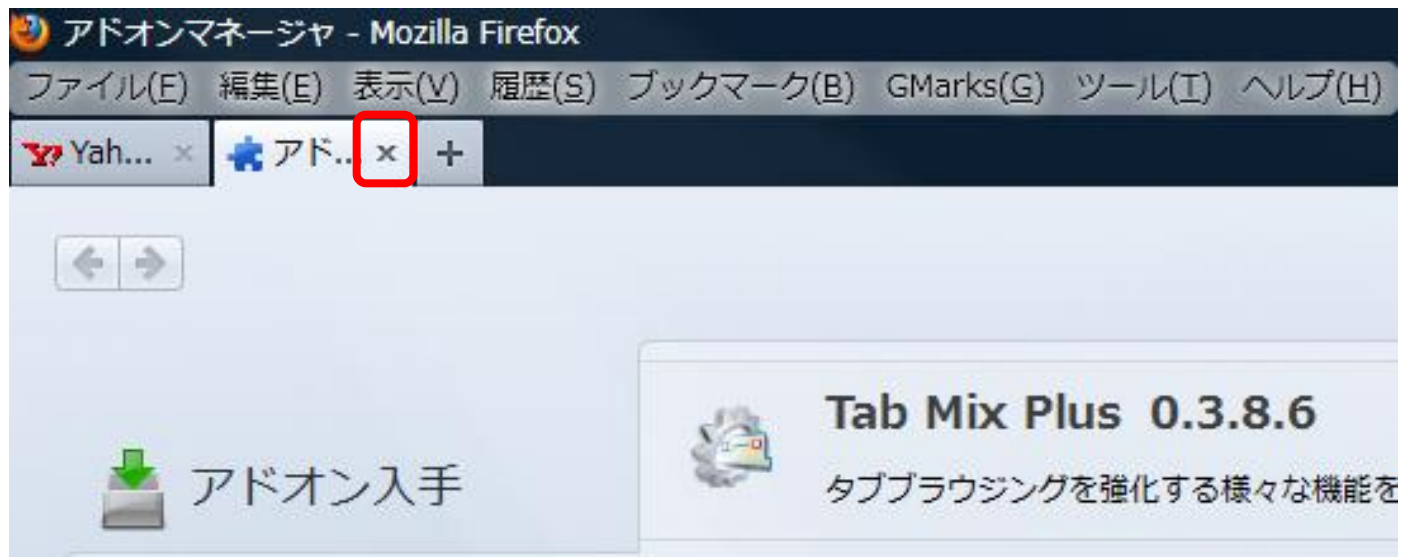 アドオンマネージャ - Mozilla Firefox
ファイル(F) 編集(E) 表示(V) 履歴(S) ブックマーク(B) GMarks(G) ツール(T) ヘルプ(H)
Y? Yah... × アド... × +
Tab Mix Plus 0.3.8.6
アドオン入手
タブブラウジングを強化する様々な機能を